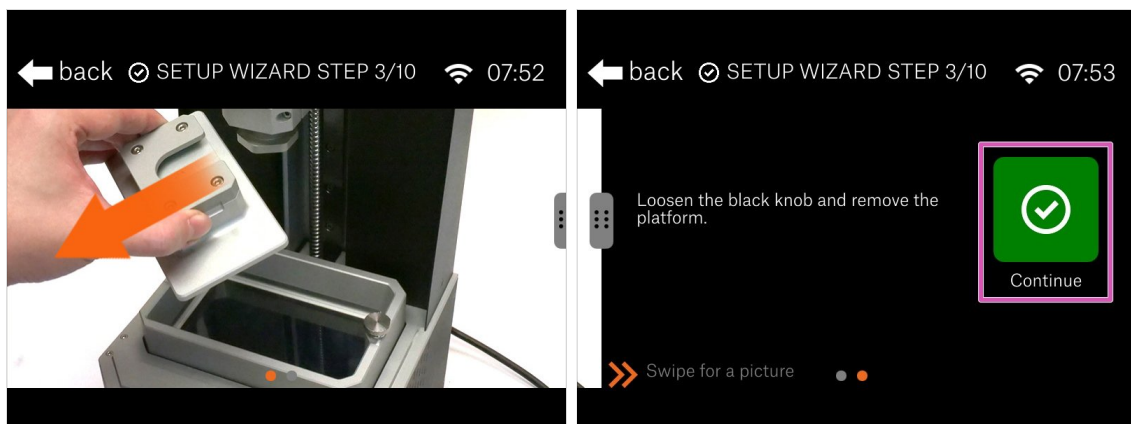 back SETUP WIZARD STEP 3/10 07:52
back SETUP WIZARD STEP 3/10 07:53
Loosen the black knob and remove the
platform.
Continue
Swipe for a picture